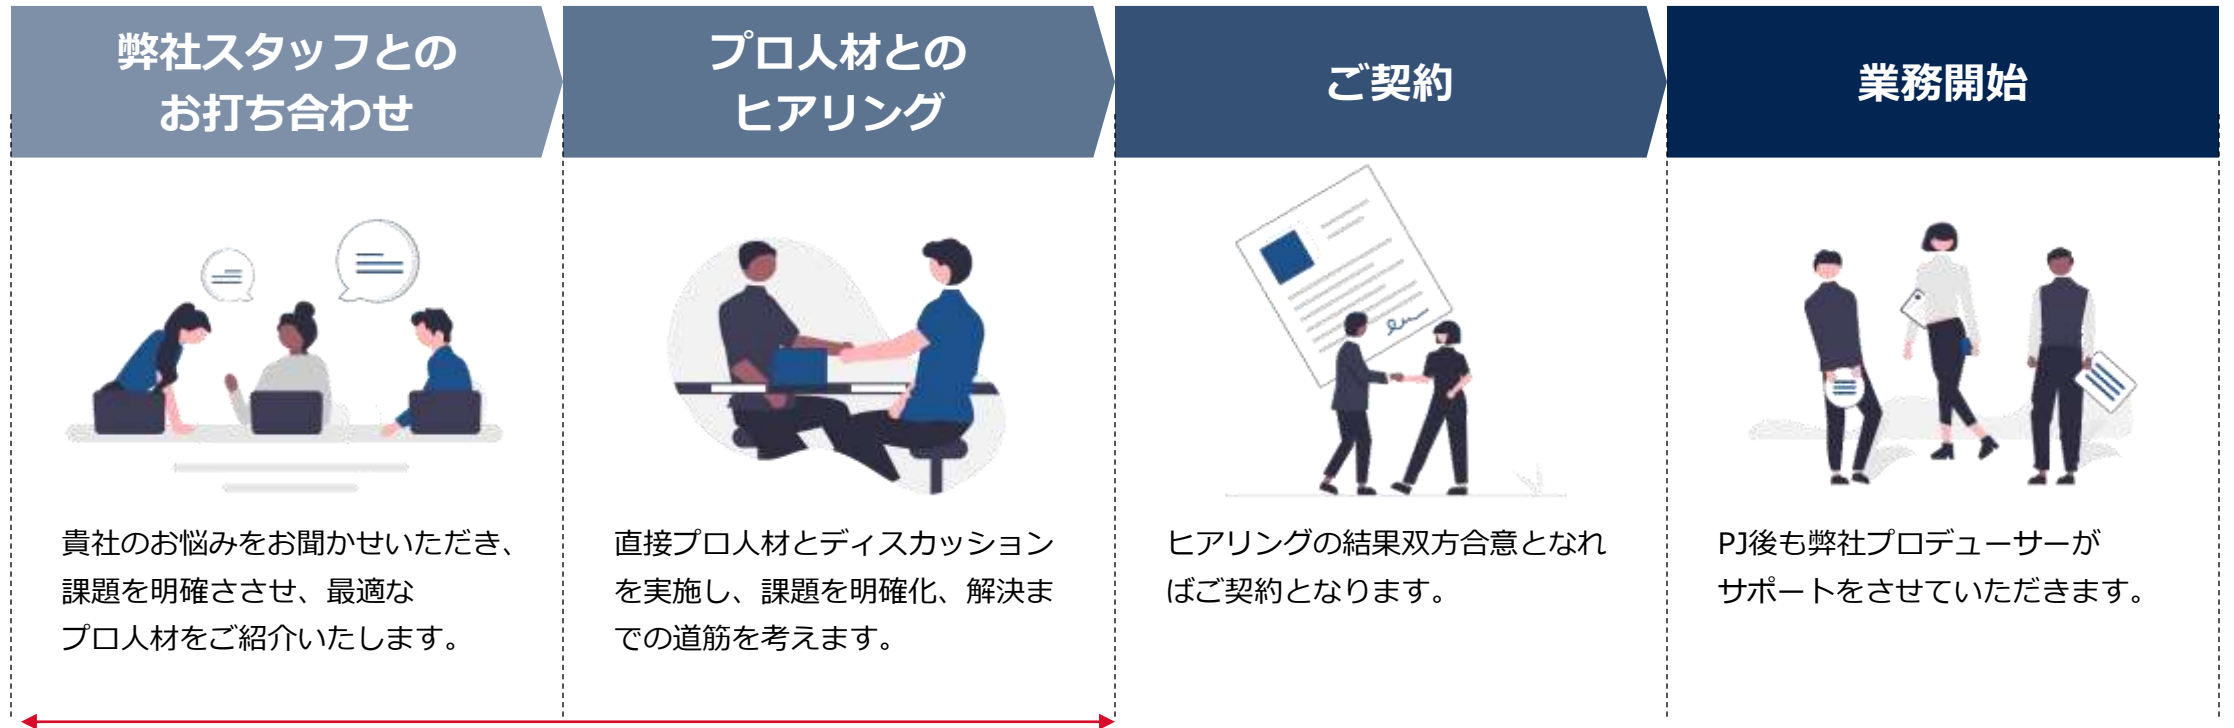 弊社スタッフとの
お打ち合わせ
プロ人材との
ヒアリング
ご契約
業務開始
貴社のお悩みをお聞かせいただき、
課題を明確ささせ、最適な
プロ人材をご紹介いたします。
直接プロ人材とディスカッション
を実施し、課題を明確化、解決ま
での道筋を考えます。
ヒアリングの結果双方合意となれ
ばご契約となります。
PJ後も弊社プロデューサーが
サポートをさせていただきます。